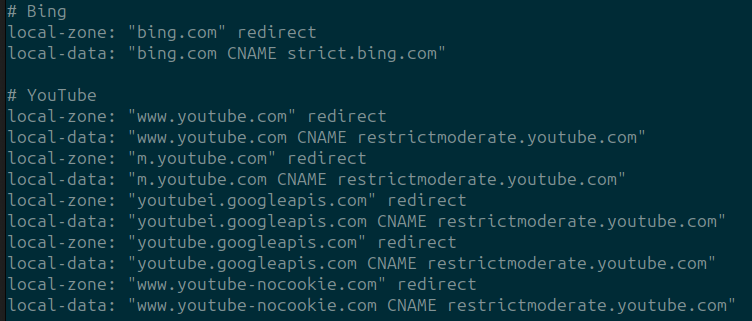 # Bing
local-zone: "bing.com" redirect
local-data: "bing.com CNAME strict.bing.com"

# YouTube
local-zone: "www.youtube.com" redirect
local-data: "www.youtube.com CNAME restrictmoderate.youtube.com"
local-zone: "m.youtube.com" redirect
local-data: "m.youtube.com CNAME restrictmoderate.youtube.com"
local-zone: "youtubei.googleapis.com" redirect
local-data: "youtubei.googleapis.com CNAME restrictmoderate.youtube.com"
local-zone: "youtube.googleapis.com" redirect
local-data: "youtube.googleapis.com CNAME restrictmoderate.youtube.com"
local-zone: "www.youtube-nocookie.com" redirect
local-data: "www.youtube-nocookie.com CNAME restrictmoderate.youtube.com"